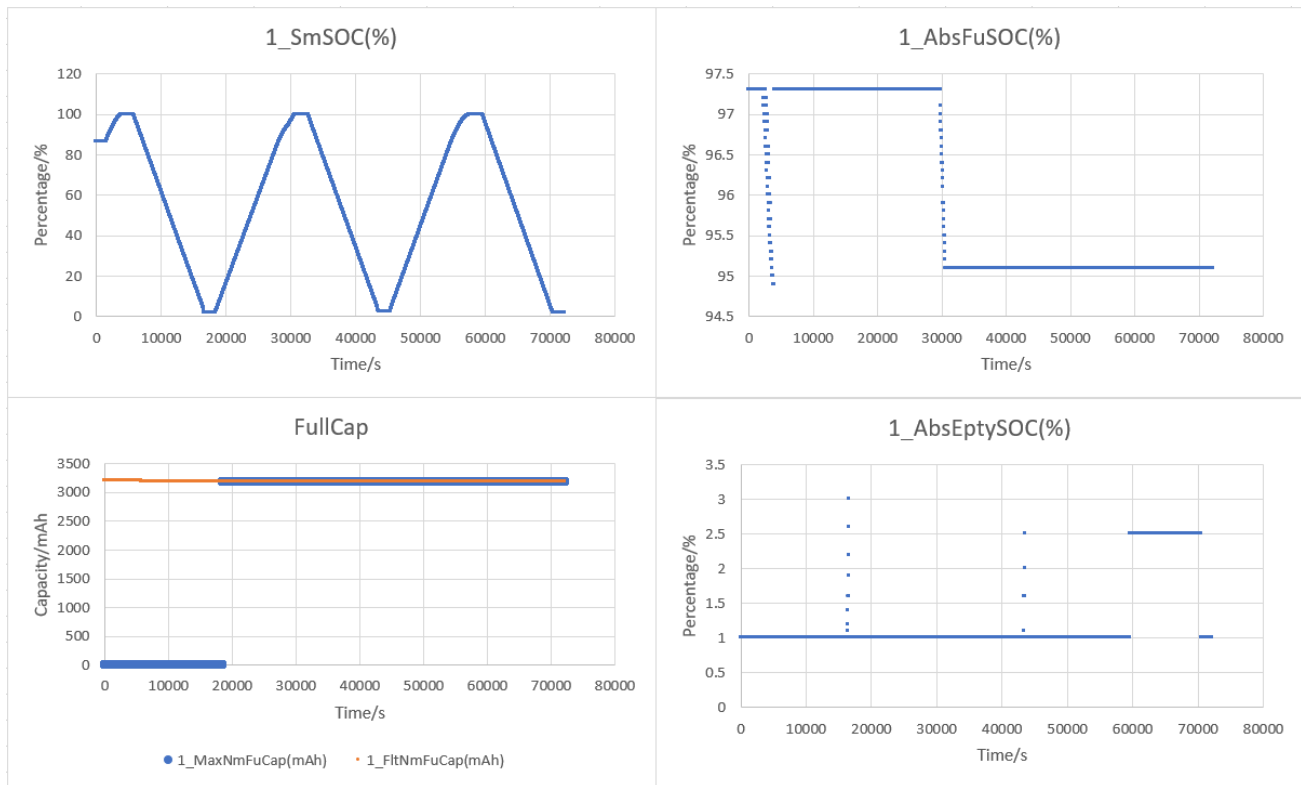 1_SmSOC(%)
120
100
80
60
40
20
0
Percentage/%
0 10000 20000 30000 40000 50000 60000 70000 80000
Time/s
1_AbsFuSOC(%)
97.5
97
96.5
96
95.5
95
94.5
Percentage/%
0 10000 20000 30000 40000 50000 60000 70000 80000
Time/s
FullCap
3500
3000
2500
2000
1500
1000
500
0
Capacity/mAh
0 10000 20000 30000 40000 50000 60000 70000 80000
Time/s
1_MaxNmFuCap(mAh) 1_FltNmFuCap(mAh)
1_AbsEptySOC(%)
3.5
3
2.5
2
1.5
1
0.5
0
Percentage/%
0 10000 20000 30000 40000 50000 60000 70000 80000
Time/s